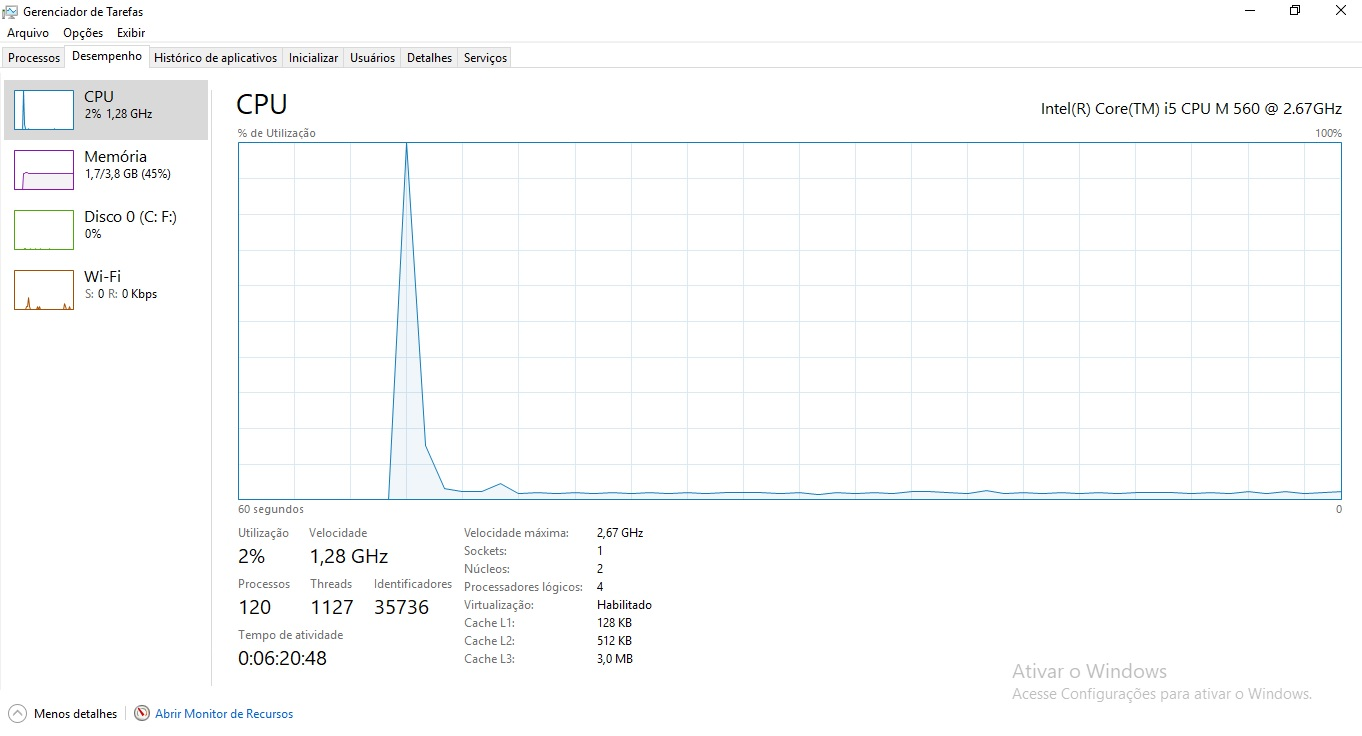 Gerenciador de Tarefas
Arquivo Opções Exibir
Processos Desempenho Histórico de aplicativos Inicializar Usuários Detalhes Serviços
CPU
2% 1,28 GHz
Memória
1,7/3,8 GB (45%)
Disco 0 (C: F:)
0%
Wi-Fi
S: 0 R: 0 Kbps
CPU
Intel(R) Core(TM) i5 CPU M 560 @ 2.67GHz
% de Utilização 100%
60 segundos 0
Utilização Velocidade
2% 1,28 GHz
Processos Threads Identificadores
120 1127 35736
Tempo de atividade
0:06:20:48
Velocidade máxima: 2,67 GHz
Sockets: 1
Núcleos: 2
Processadores lógicos: 4
Virtualização: Habilitado
Cache L1: 128 KB
Cache L2: 512 KB
Cache L3: 3,0 MB
Ativar o Windows
Acesse Configurações para ativar o Windows.
Menos detalhes Abrir Monitor de Recursos